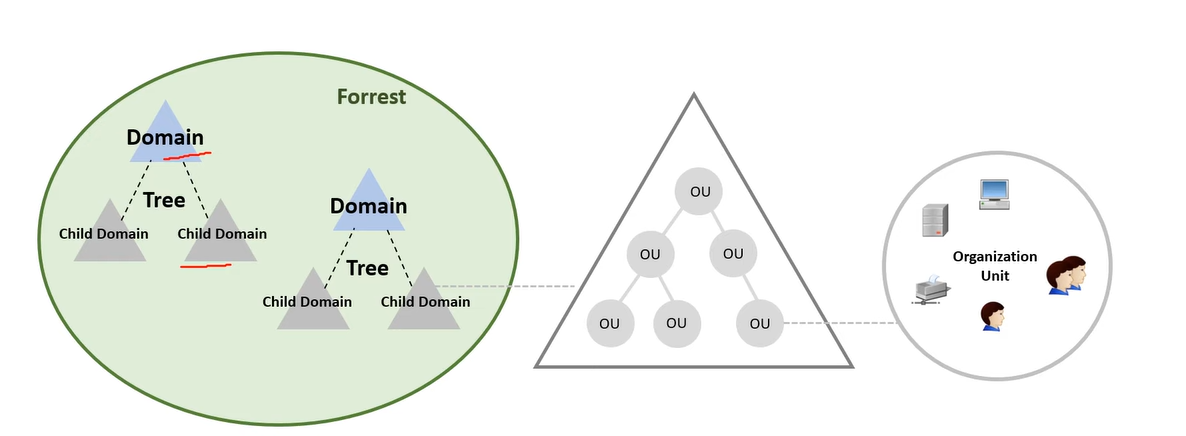 Forrest
Domain
Tree
Child Domain
Child Domain
Domain
Tree
Child Domain
Child Domain
OU
OU
OU
OU
OU
OU
Organization
Unit